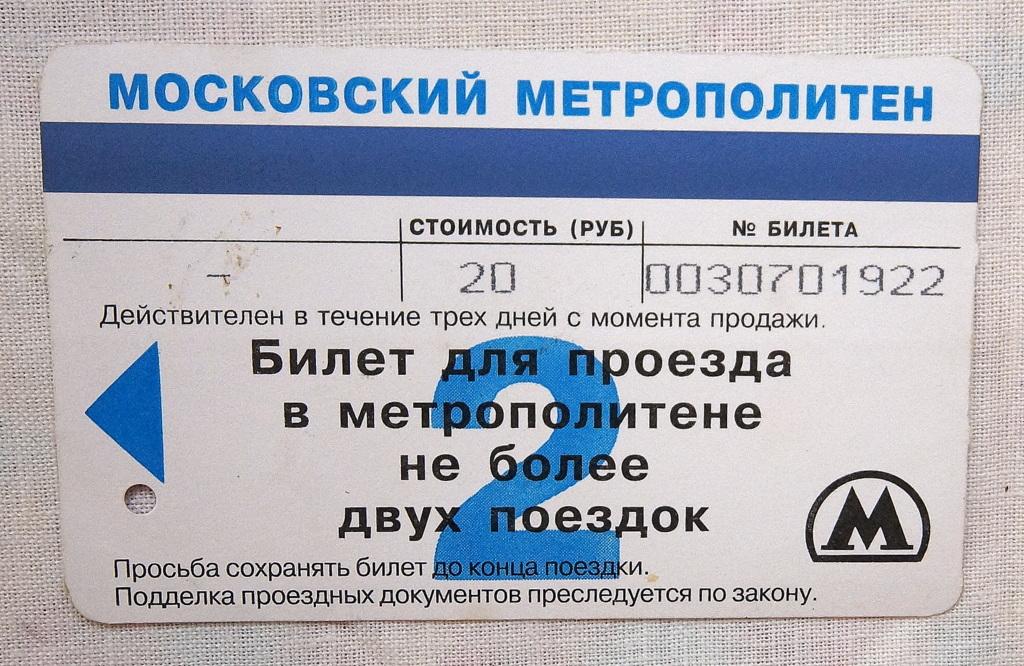 МОСКОВСКИЙ МЕТРОПОЛИТЕН
СТОИМОСТЬ (РУБ) № БИЛЕТА
– 20 0030701922
Действителен в течение трех дней с момента продажи.
2
Билет для проезда
в метрополитене
не более
двух поездок
М
Просьба сохранять билет до конца поездки.
Подделка проездных документов преследуется по закону.